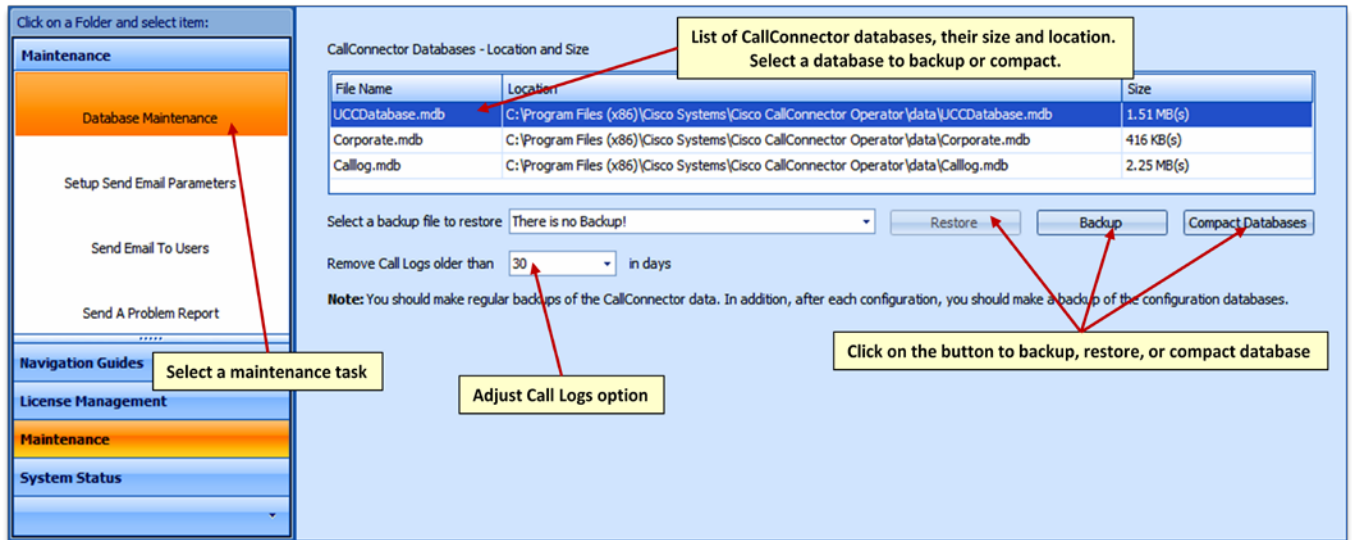 Click on a Folder and select item:
Maintenance
Database Maintenance
Setup Send Email Parameters
Send Email To Users
Send A Problem Report
Navigation Guides
License Management
Maintenance
System Status
Select a maintenance task
CallConnector Databases - Location and Size
List of CallConnector databases, their size and location.
Select a database to backup or compact.
File Name Location Size
UCCDatabase.mdb C:\Program Files (x86)\Cisco Systems\Cisco CallConnector Operator\data\UCCDatabase.mdb 1.51 MB(s)
Corporate.mdb C:\Program Files (x86)\Cisco Systems\Cisco CallConnector Operator\data\Corporate.mdb 416 KB(s)
Calllog.mdb C:\Program Files (x86)\Cisco Systems\Cisco CallConnector Operator\data\Calllog.mdb 2.25 MB(s)
Select a backup file to restore There is no Backup! Restore Backup Compact Databases
Remove Call Logs older than 30 in days
Note: You should make regular backups of the CallConnector data. In addition, after each configuration, you should make a backup of the configuration databases.
Click on the button to backup, restore, or compact database
Adjust Call Logs option